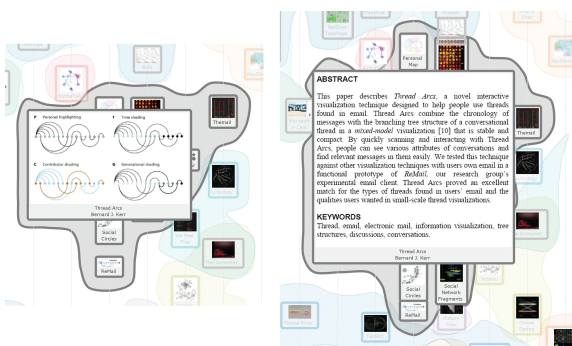 P Personal highlighting
T Time shading
C Contributor shading
G Generational shading
Thread Arcs
Bernard J. Kerr
Themail
Social
Circles
ReMail
Personal
Map
ABSTRACT
This paper describes Thread Arcs, a novel interactive
visualization technique designed to help people use threads
found in email. Thread Arcs combine the chronology of
messages with the branching tree structure of a conversational
thread in a mixed-model visualization [10] that is stable and
compact. By quickly scanning and interacting with Thread
Arcs, people can see various attributes of conversations and
find relevant messages in them easily. We tested this technique
against other visualization techniques with users own email in a
functional prototype of ReMail, our research group's
experimental email client. Thread Arcs proved an excellent
match for the types of threads found in users' email and the
qualities users wanted in small-scale thread visualizations.
KEYWORDS
Thread, email, electronic mail, information visualization, tree
structures, discussions, conversations.
Thread Arcs
Bernard J. Kerr
Themail
Social
Circles
Social
Network
Fragments
ReMail